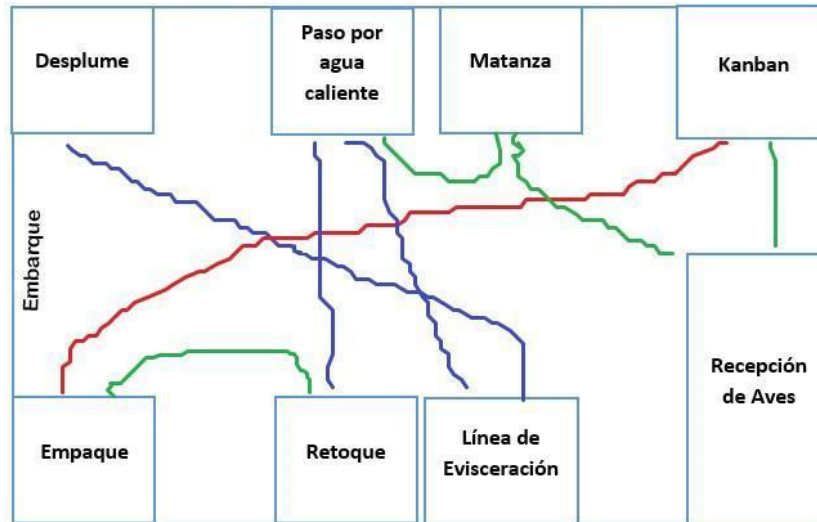 Desplume
Paso por
agua
caliente
Matanza
Kanban
Embarque
Recepción
de Aves
Empaque
Retoque
Línea de
Evisceración